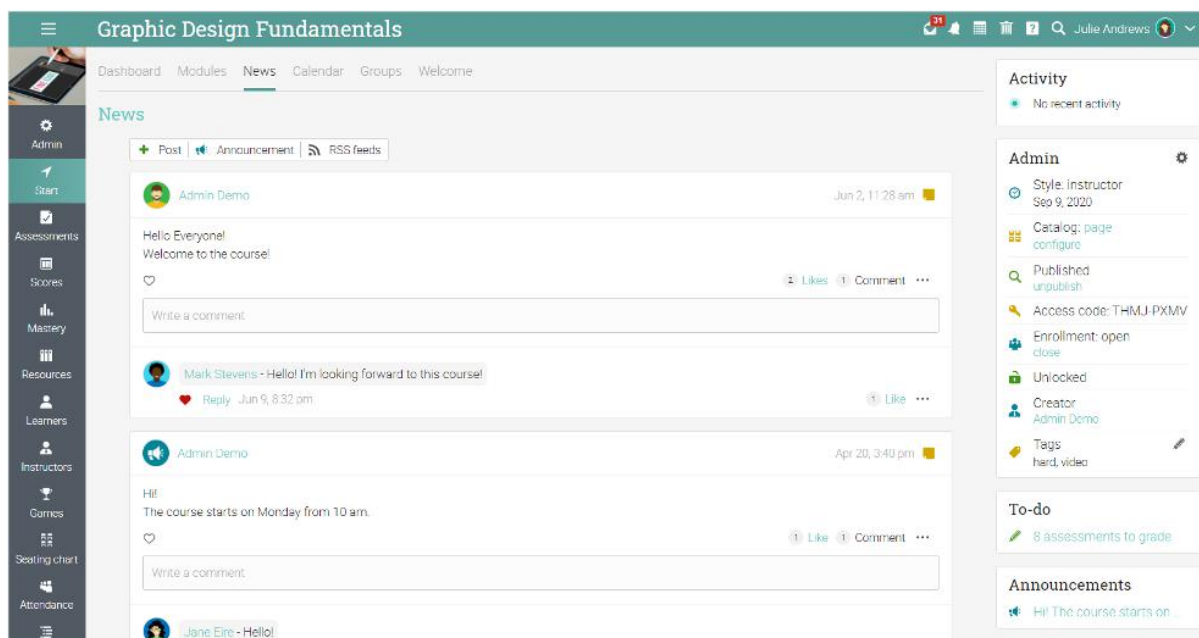 Graphic Design Fundamentals
31
Julie Andrews
Dashboard Modules News Calendar Groups Welcome
News
Post Announcement RSS feeds
Admin Demo
Jun 2, 11:28 am
Hello Everyone!
Welcome to the course!
2 Likes 1 Comment
Write a comment
Mark Stevens - Hello! I'm looking forward to this course!
Reply Jun 9, 8:32 pm
1 Like
Admin Demo
Apr 20, 3:40 pm
Hi!
The course starts on Monday from 10 am.
1 Like 1 Comment
Write a comment
Jane Eire - Hello!
Admin
Start
Assessments
Scores
Mastery
Resources
Learners
Instructors
Games
Seating chart
Attendance
Activity
No recent activity
Admin
Style: instructor
Sep 9, 2020
Catalog: page
configure
Published
unpublish
Access code: THMJ-PXMV
Enrollment: open
close
Unlocked
Creator
Admin Demo
Tags
hard, video
To-do
8 assessments to grade
Announcements
Hi! The course starts on ...